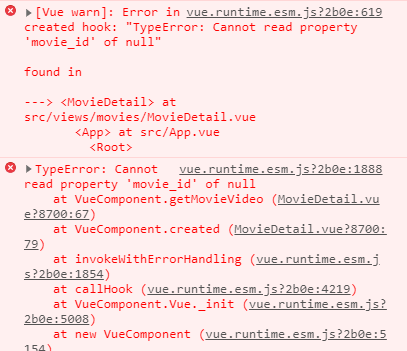 [Vue warn]: Error in vue.runtime.esm.js?2b0e:619
created hook: "TypeError: Cannot read property
'movie_id' of null"
found in
---> <MovieDetail> at
src/views/movies/MovieDetail.vue
<App> at src/App.vue
<Root>
TypeError: Cannot vue.runtime.esm.js?2b0e:1888
read property 'movie_id' of null
at VueComponent.getMovieVideo (MovieDetail.vu
e?8700:67)
at VueComponent.created (MovieDetail.vue?8700:
79)
at invokeWithErrorHandling (vue.runtime.esm.j
s?2b0e:1854)
at callHook (vue.runtime.esm.js?2b0e:4219)
at VueComponent.Vue._init (vue.runtime.esm.js?
2b0e:5008)
at new VueComponent (vue.runtime.esm.js?2b0e:5
154)